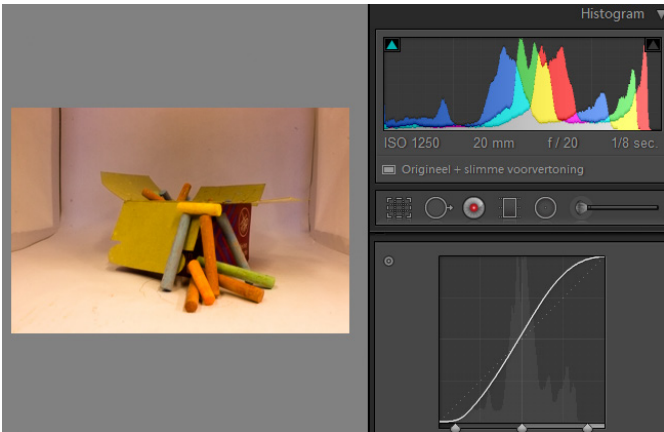 Histogram
ISO 1250 20 mm f / 20 1/8 sec.
Origineel + slimme voorvertoning